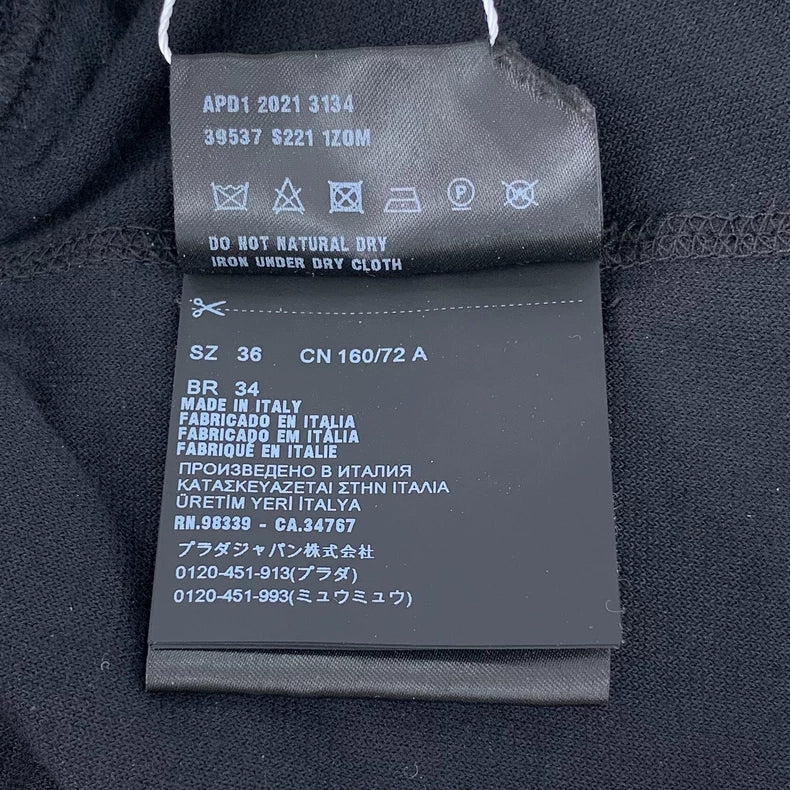 APD1 2021 3134
39537 S221 1Z0M
P
DO NOT NATURAL DRY
IRON UNDER DRY CLOTH
SZ 36 CN 160/72 A
BR 34
MADE IN ITALY
FABRICADO EN ITALIA
FABRICADO EM ITÁLIA
FABRIQUÉ EN ITALIE
ПРОИЗВЕДЕНО В ИТАЛИЯ
ΚΑΤΑΣΚΕΥΑΖΕΤΑΙ ΣΤΗΝ ΙΤΑΛΙΑ
ÜRETİM YERİ İTALYA
RN.98339 - CA.34767
プラダジャパン株式会社
0120-451-913(プラダ)
0120-451-993(ミュウミュウ)